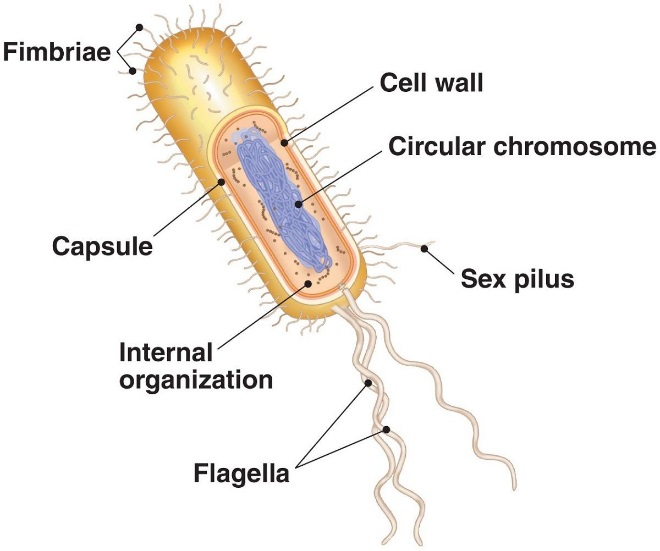 Fimbriae
Cell wall
Circular chromosome
Capsule
Sex pilus
Internal
organization
Flagella